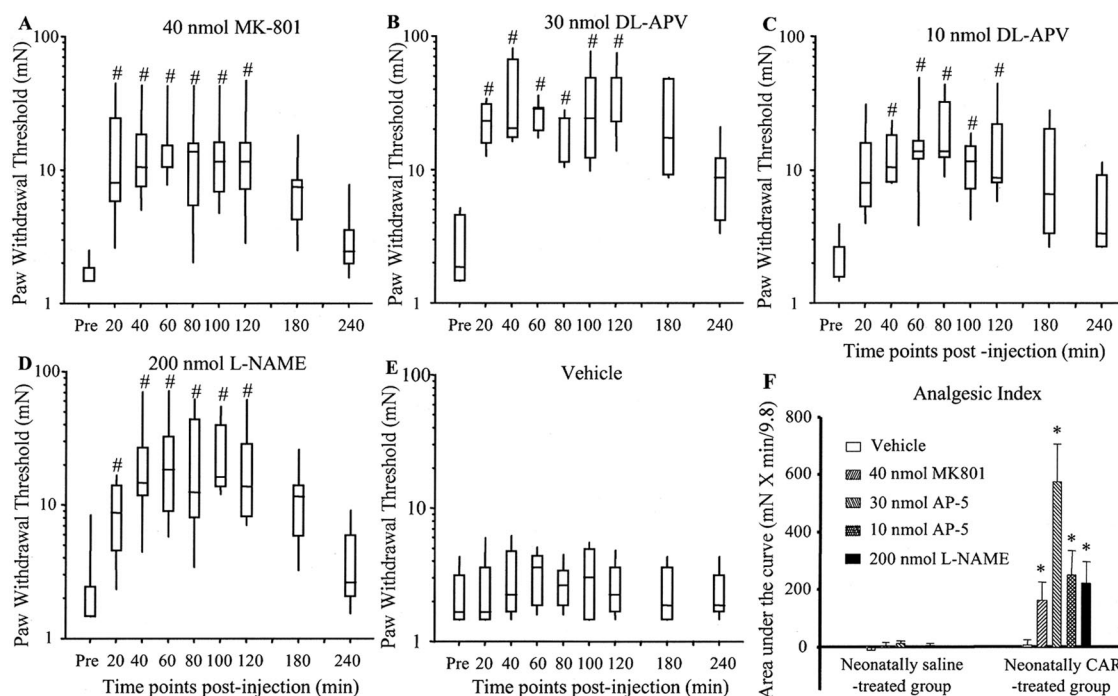 A
40 nmol MK-801
Paw Withdrawal Threshold (mN)
100
10
1
# # # # # #
Pre 20 40 60 80 100 120 180 240
B
30 nmol DL-APV
Paw Withdrawal Threshold (mN)
100
10
1
# # # # # #
Pre 20 40 60 80 100 120 180 240
C
10 nmol DL-APV
Paw Withdrawal Threshold (mN)
100
10
1
# # # # #
Pre 20 40 60 80 100 120 180 240
Time points post -injection (min)
D
200 nmol L-NAME
Paw Withdrawal Threshold (mN)
100
10
1
# # # # # #
Pre 20 40 60 80 100 120 180 240
Time points post-injection (min)
E
Vehicle
Paw Withdrawal Threshold (mN)
100
10
1
Pre 20 40 60 80 100 120 180 240
Time points post-injection (min)
F
Analgesic Index
Area under the curve (mN X min/9.8)
800
600
400
200
0
Vehicle
40 nmol MK801
30 nmol AP-5
10 nmol AP-5
200 nmol L-NAME
* * * *
Neonatally saline
-treated group
Neonatally CAR
-treated group